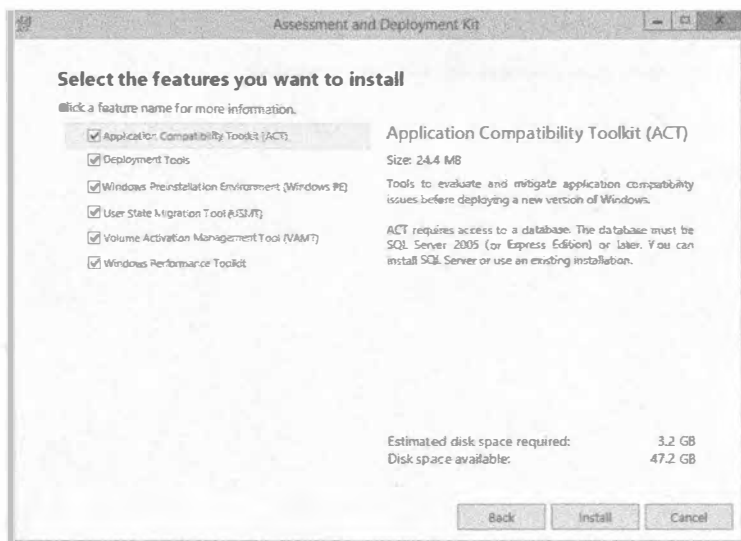 Assessment and Deployment Kit
Select the features you want to install
Click a feature name for more information.
Application Compatibility Toolkit (ACT)
Deployment Tools
Windows Preinstallation Environment (Windows PE)
User State Migration Tool (USMT)
Volume Activation Management Tool (VAMT)
Windows Performance Toolkit
Application Compatibility Toolkit (ACT)
Size: 24.4 MB
Tools to evaluate and mitigate application compatibility
issues before deploying a new version of Windows.
ACT requires access to a database. The database must be
SQL Server 2005 (or Express Edition) or later. You can
install SQL Server or use an existing installation.
Estimated disk space required: 3.2 GB
Disk space available: 47.2 GB
Back Install Cancel